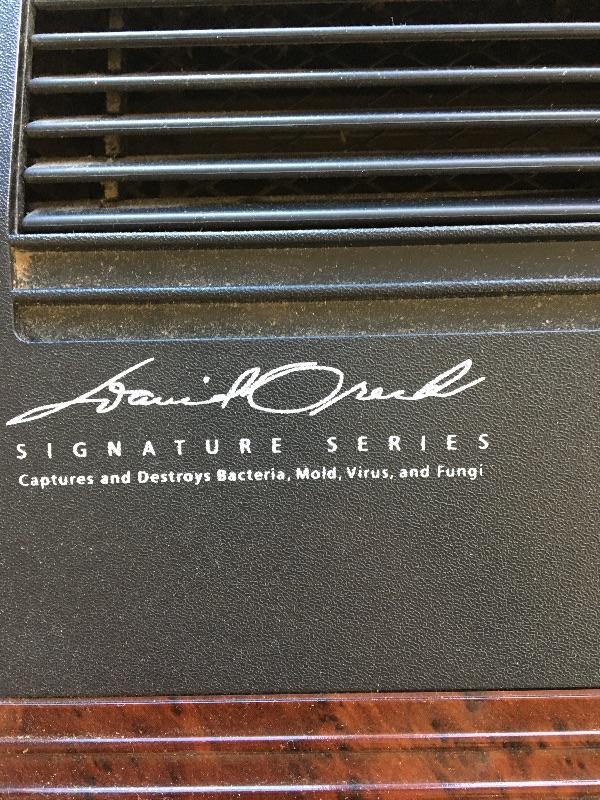 David Oreck
SIGNATURE SERIES
Captures and Destroys Bacteria, Mold, Virus, and Fungi